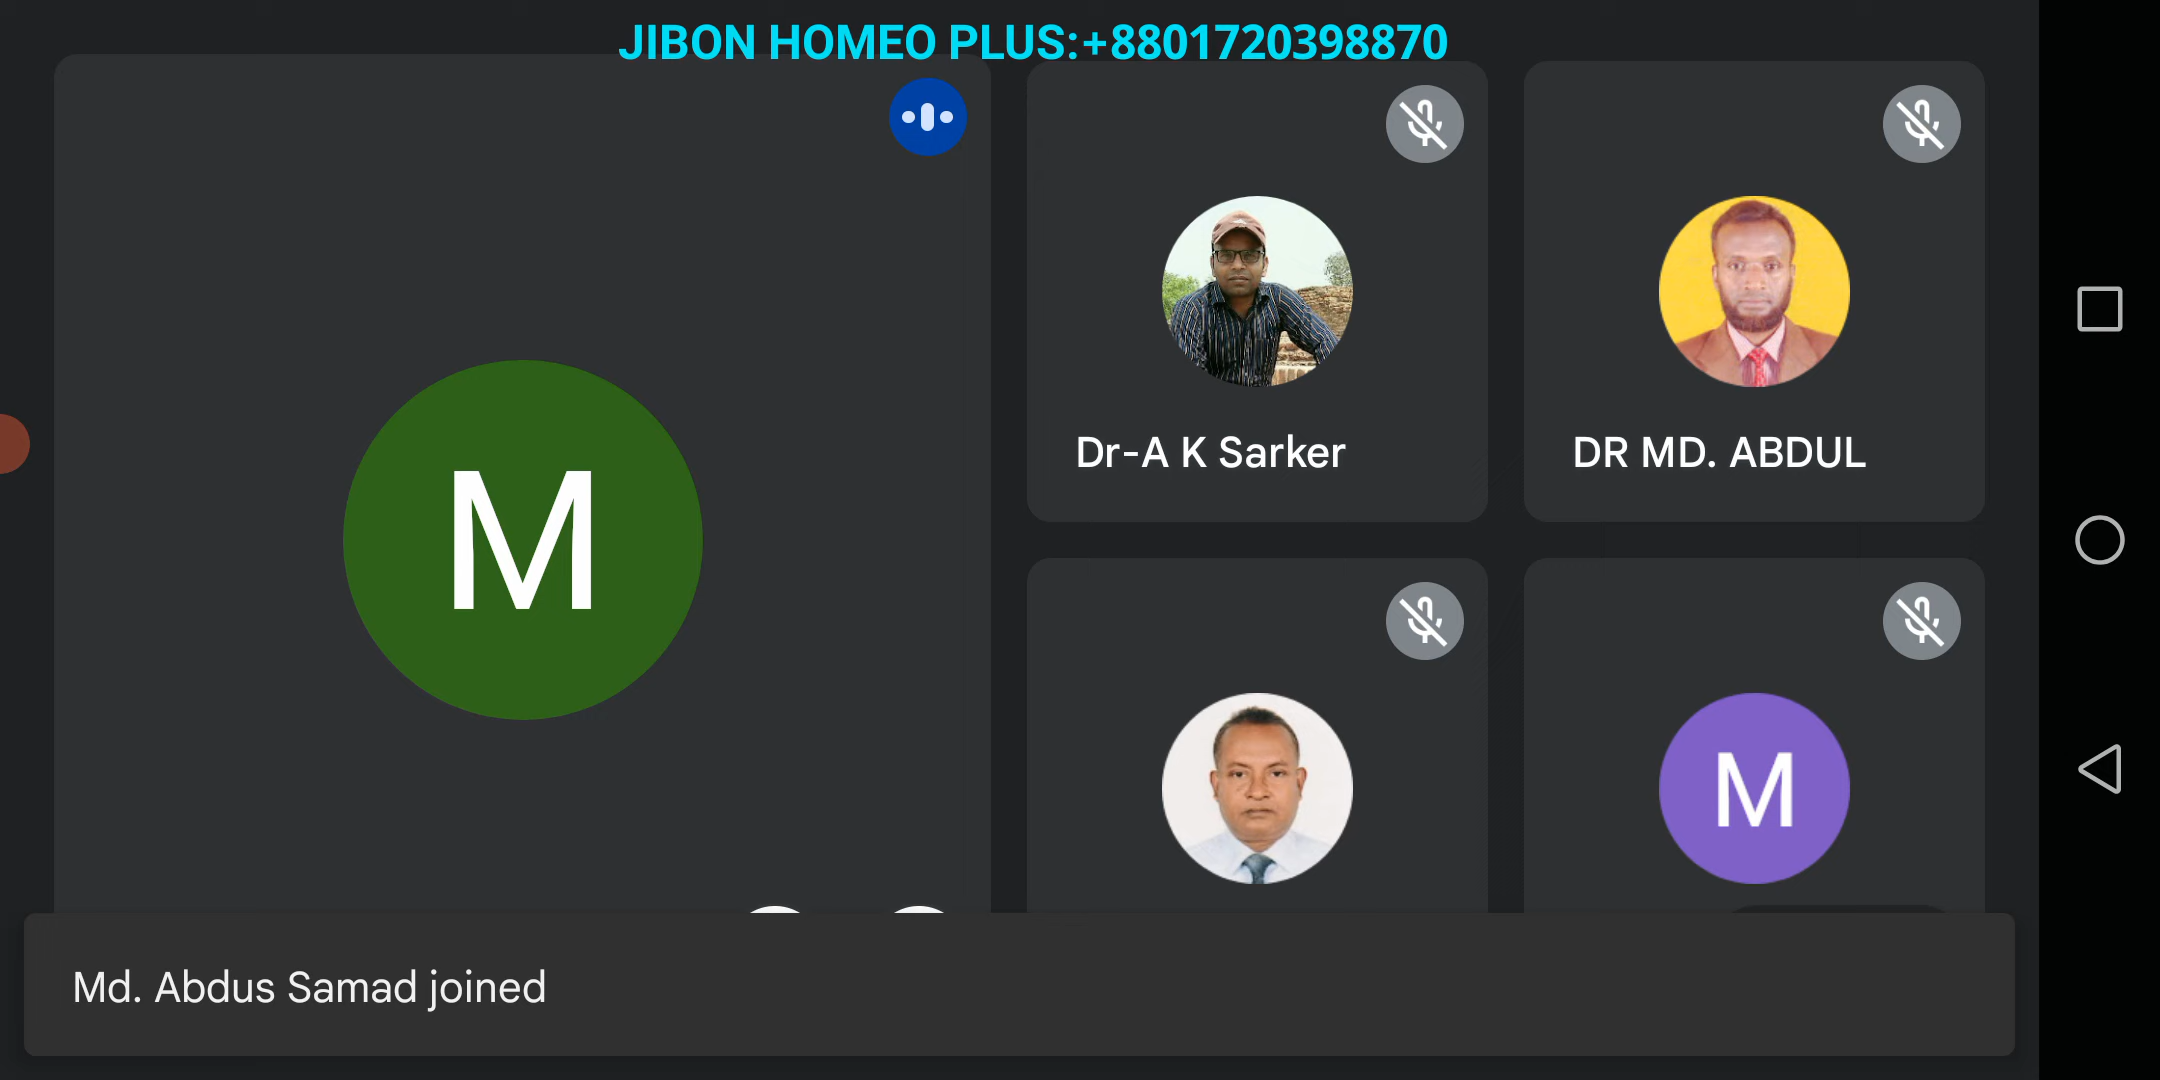 JIBON HOMEO PLUS:+8801720398870
M
Dr-A K Sarker
DR MD. ABDUL
M
Md. Abdus Samad joined